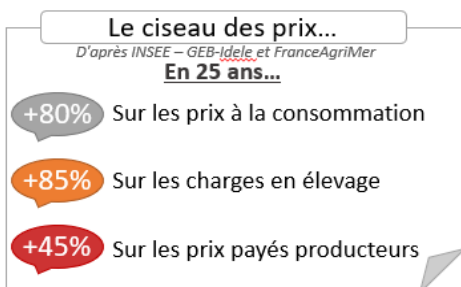 Le ciseau des prix...
D'après INSEE – GEB-Idele et FranceAgriMer
En 25 ans...
+80% Sur les prix à la consommation
+85% Sur les charges en élevage
+45% Sur les prix payés producteurs